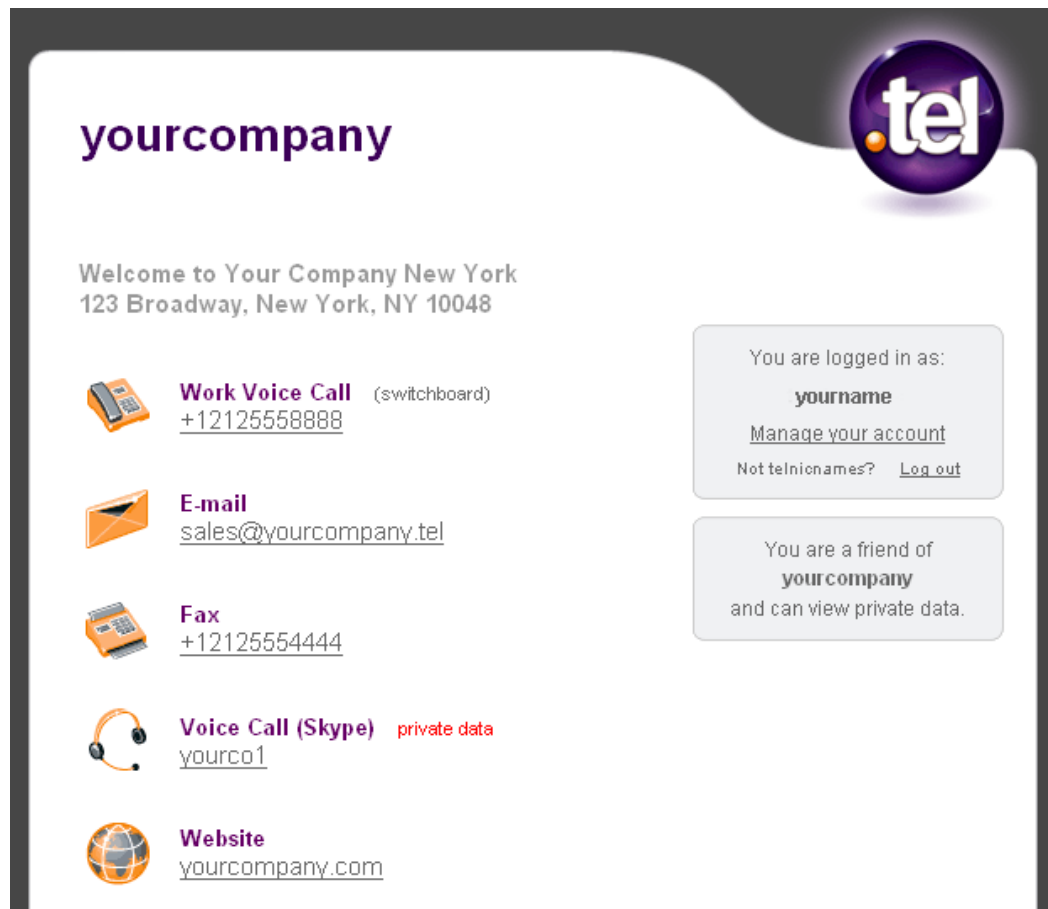 .tel
yourcompany
Welcome to Your Company New York
123 Broadway, New York, NY 10048
Work Voice Call (switchboard)
+12125558888
E-mail
sales@yourcompany.tel
Fax
+12125554444
Voice Call (Skype) private data
yourco1
Website
yourcompany.com
You are logged in as:
yourname
Manage your account
Not telnicnames? Log out
You are a friend of
yourcompany
and can view private data.